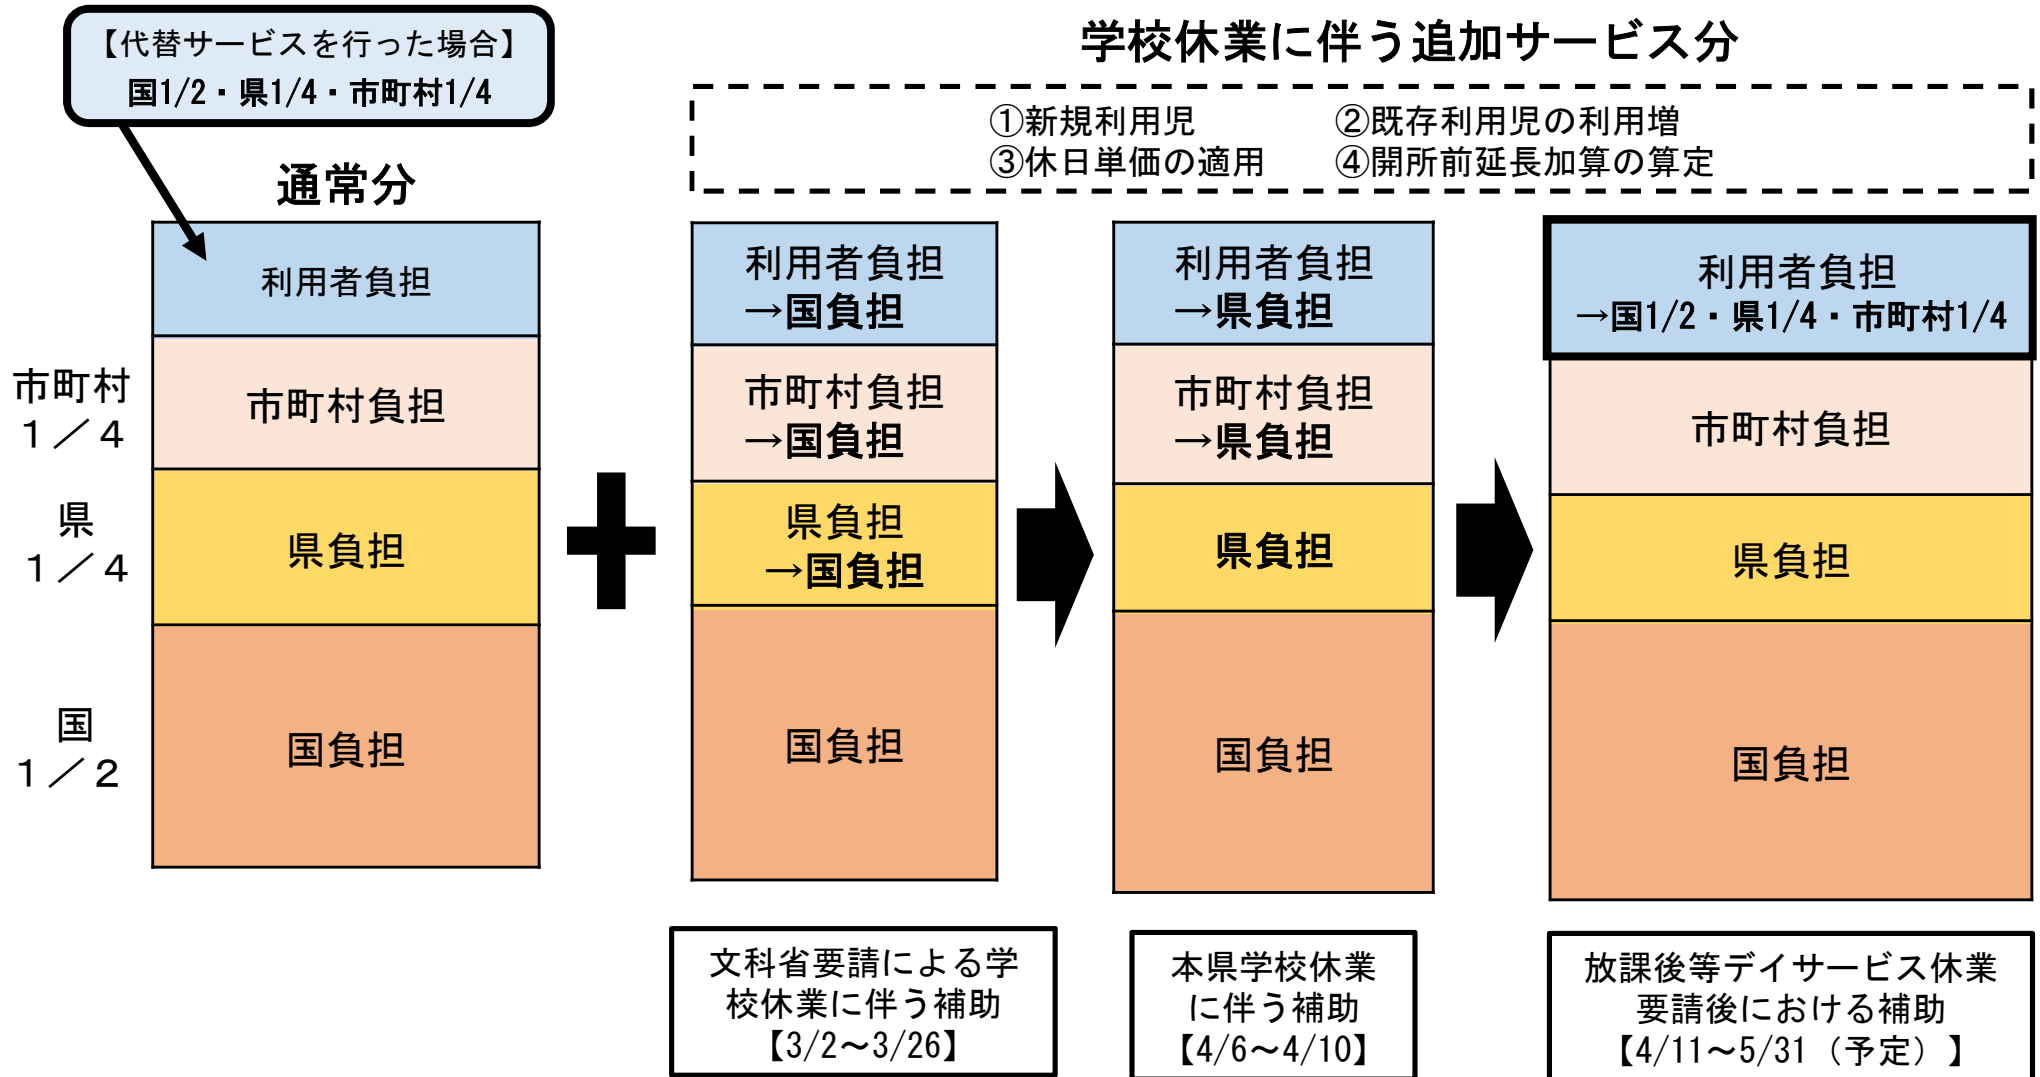 【代替サービスを行った場合】
国1/2・県1/4・市町村1/4
学校休業に伴う追加サービス分
①新規利用児　②既存利用児の利用増
③休日単価の適用　④開所前延長加算の算定
通常分
利用者負担
市町村負担
県負担
国負担
市町村
１／４
県
１／４
国
１／２
利用者負担
→国負担
市町村負担
→国負担
県負担
→国負担
国負担
文科省要請による学
校休業に伴う補助
【3/2～3/26】
利用者負担
→県負担
市町村負担
→県負担
県負担
国負担
本県学校休業
に伴う補助
【4/6～4/10】
利用者負担
→国1/2・県1/4・市町村1/4
市町村負担
県負担
国負担
放課後等デイサービス休業
要請後における補助
【4/11～5/31（予定）】